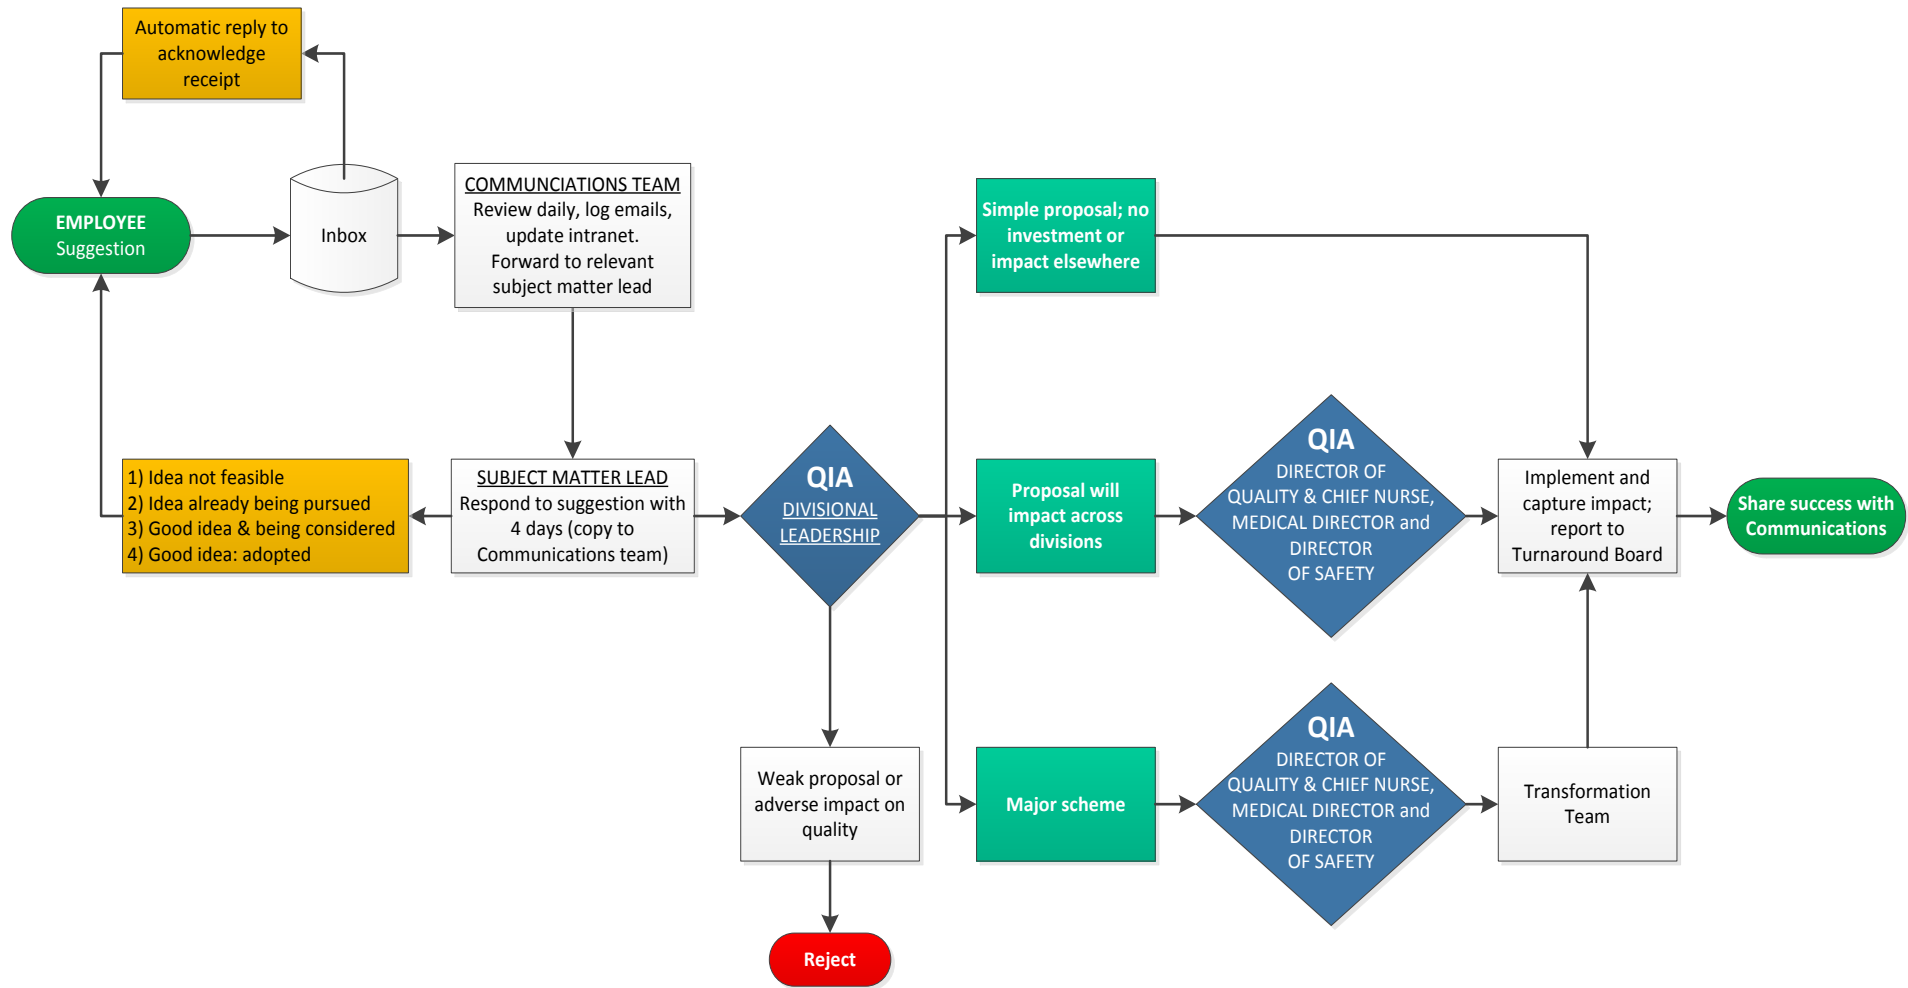 Automatic reply to
acknowledge
receipt
EMPLOYEE
Suggestion
Inbox
COMMUNCIATIONS TEAM
Review daily, log emails,
update intranet.
Forward to relevant
subject matter lead
Simple proposal; no
investment or
impact elsewhere
1) Idea not feasible
2) Idea already being pursued
3) Good idea & being considered
4) Good idea: adopted
SUBJECT MATTER LEAD
Respond to suggestion with
4 days (copy to
Communications team)
QIA
DIVISIONAL
LEADERSHIP
Proposal will
impact across
divisions
QIA
DIRECTOR OF
QUALITY & CHIEF NURSE,
MEDICAL DIRECTOR and
DIRECTOR
OF SAFETY
Implement and
capture impact;
report to
Turnaround Board
Share success with
Communications
Weak proposal or
adverse impact on
quality
Major scheme
QIA
DIRECTOR OF
QUALITY & CHIEF NURSE,
MEDICAL DIRECTOR and
DIRECTOR
OF SAFETY
Transformation
Team
Reject